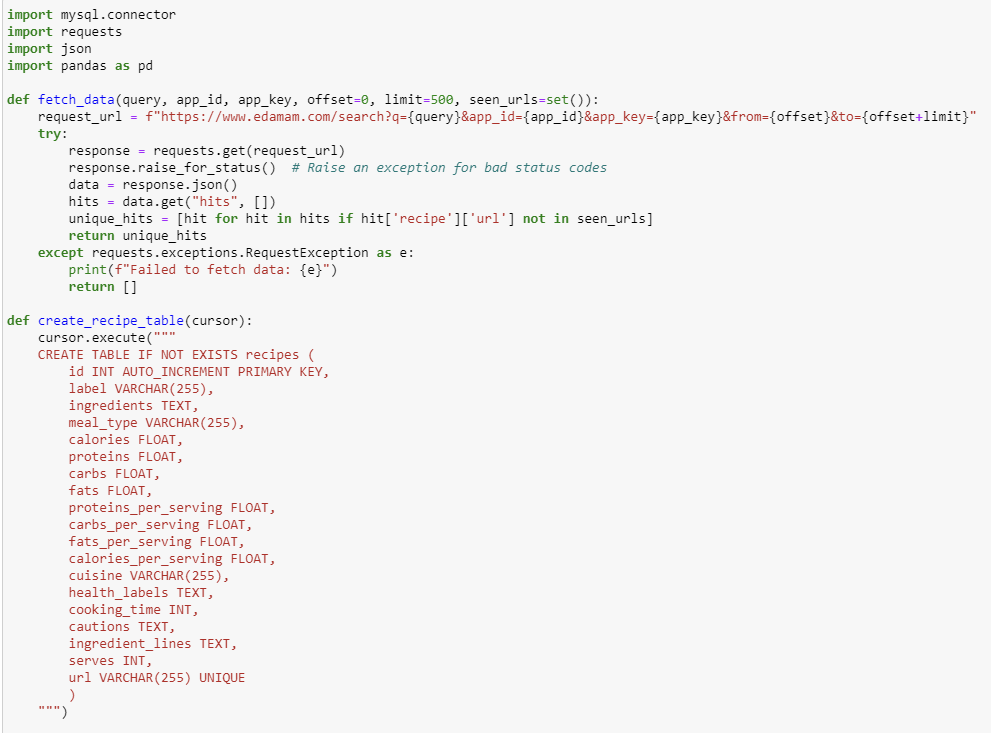 import mysql.connector
import requests
import json
import pandas as pd

def fetch_data(query, app_id, app_key, offset=0, limit=500, seen_urls=set()):
    request_url = f"https://www.edamam.com/search?q={query}&app_id={app_id}&app_key={app_key}&from={offset}&to={offset+limit}"
    try:
        response = requests.get(request_url)
        response.raise_for_status()  # Raise an exception for bad status codes
        data = response.json()
        hits = data.get("hits", [])
        unique_hits = [hit for hit in hits if hit['recipe']['url'] not in seen_urls]
        return unique_hits
    except requests.exceptions.RequestException as e:
        print(f"Failed to fetch data: {e}")
        return []

def create_recipe_table(cursor):
    cursor.execute("""
    CREATE TABLE IF NOT EXISTS recipes (
        id INT AUTO_INCREMENT PRIMARY KEY,
        label VARCHAR(255),
        ingredients TEXT,
        meal_type VARCHAR(255),
        calories FLOAT,
        proteins FLOAT,
        carbs FLOAT,
        fats FLOAT,
        proteins_per_serving FLOAT,
        carbs_per_serving FLOAT,
        fats_per_serving FLOAT,
        calories_per_serving FLOAT,
        cuisine VARCHAR(255),
        health_labels TEXT,
        cooking_time INT,
        cautions TEXT,
        ingredient_lines TEXT,
        serves INT,
        url VARCHAR(255) UNIQUE
        )
    """)